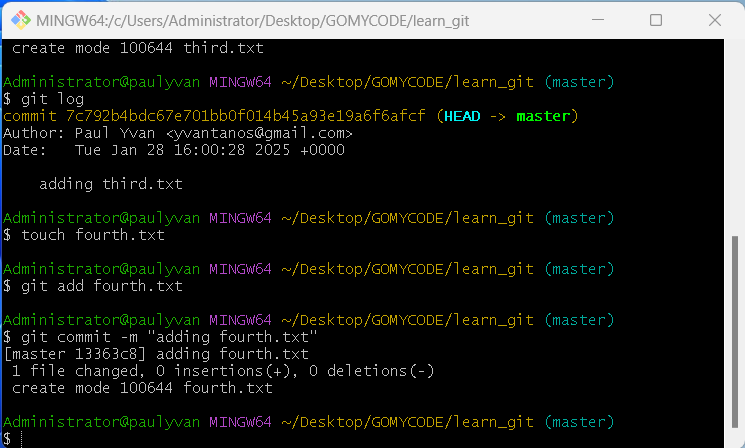 MINGW64:/c/Users/Administrator/Desktop/GOMYCODE/learn_git
create mode 100644 third.txt
Administrator@paulyvan MINGW64 ~/Desktop/GOMYCODE/learn_git (master)
$ git log
commit 7c792b4bdc67e701bb0f014b45a93e19a6f6afcf (HEAD -> master)
Author: Paul Yvan <yvantanos@gmail.com>
Date:   Tue Jan 28 16:00:28 2025 +0000
adding third.txt
Administrator@paulyvan MINGW64 ~/Desktop/GOMYCODE/learn_git (master)
$ touch fourth.txt
Administrator@paulyvan MINGW64 ~/Desktop/GOMYCODE/learn_git (master)
$ git add fourth.txt
Administrator@paulyvan MINGW64 ~/Desktop/GOMYCODE/learn_git (master)
$ git commit -m "adding fourth.txt"
[master 13363c8] adding fourth.txt
1 file changed, 0 insertions(+), 0 deletions(-)
create mode 100644 fourth.txt
Administrator@paulyvan MINGW64 ~/Desktop/GOMYCODE/learn_git (master)
$